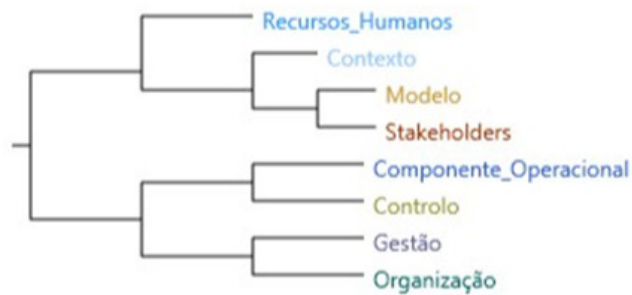 Recursos_Humanos
Contexto
Modelo
Stakeholders
Componente_Operacional
Controlo
Gestão
Organização